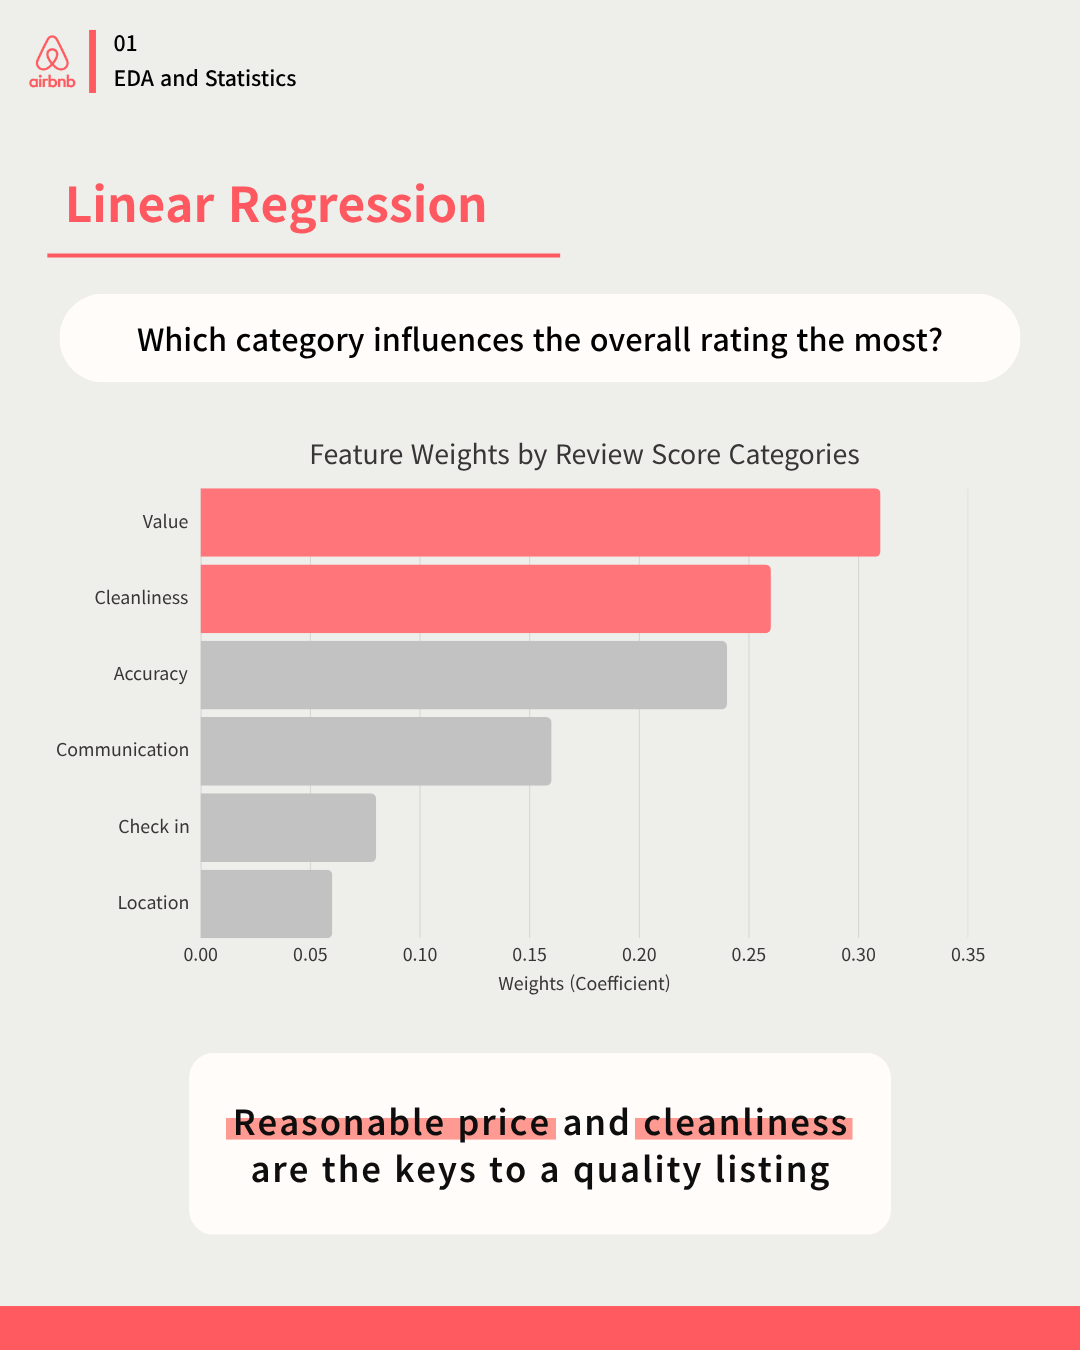 airbnb
01
EDA and Statistics
Linear Regression
Which category influences the overall rating the most?
Feature Weights by Review Score Categories
Value
Cleanliness
Accuracy
Communication
Check in
Location
0.00 0.05 0.10 0.15 0.20 0.25 0.30 0.35
Weights (Coefficient)
Reasonable price and cleanliness
are the keys to a quality listing